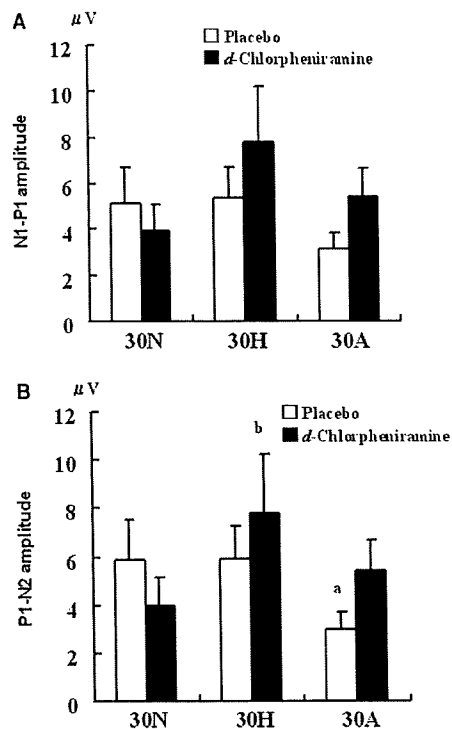 A
μV
Placebo
d-Chlorpheniramine
12
10
8
6
4
2
0
N1-P1 amplitude
30N 30H 30A
B
μV
Placebo
d-Chlorpheniramine
12
10
8
6
4
2
0
P1-N2 amplitude
b
a
30N 30H 30A